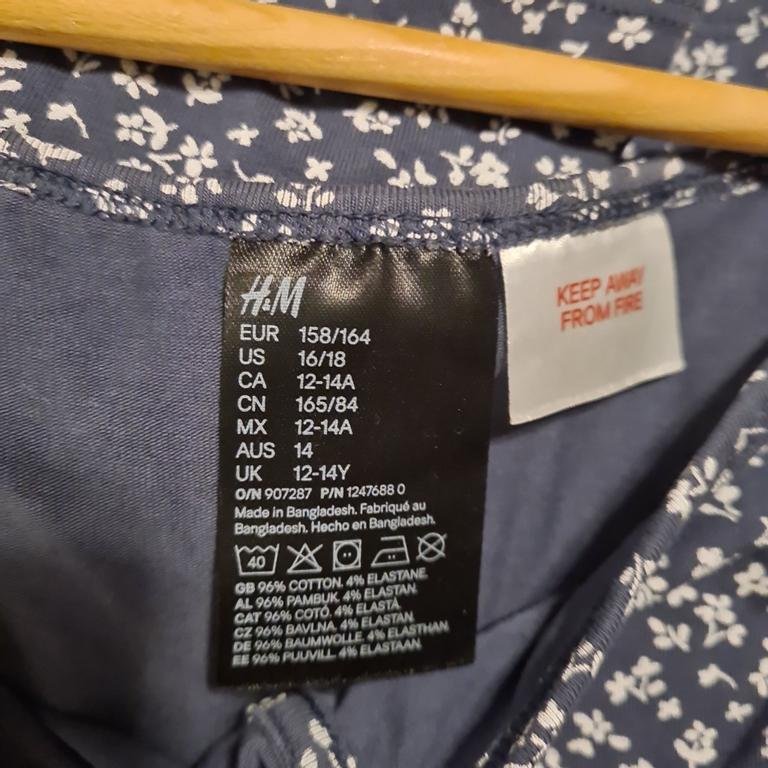 H&M
EUR 158/164
US 16/18
CA 12-14A
CN 165/84
MX 12-14A
AUS 14
UK 12-14Y
O/N 907287 P/N 1247688 0
Made in Bangladesh. Fabriqué au
Bangladesh. Hecho en Bangladesh.
40
GB 96% COTTON. 4% ELASTANE.
AL 96% PAMBUK. 4% ELASTAN.
CAT 96% COTÓ. 4% ELASTÀ
CZ 96% BAVLNA. 4% ELASTAN.
DE 96% BAUMWOLLE. 4% ELASTHAN
EE 96% PUUVILL. 4% ELASTAAN.
KEEP AWAY
FROM FIRE